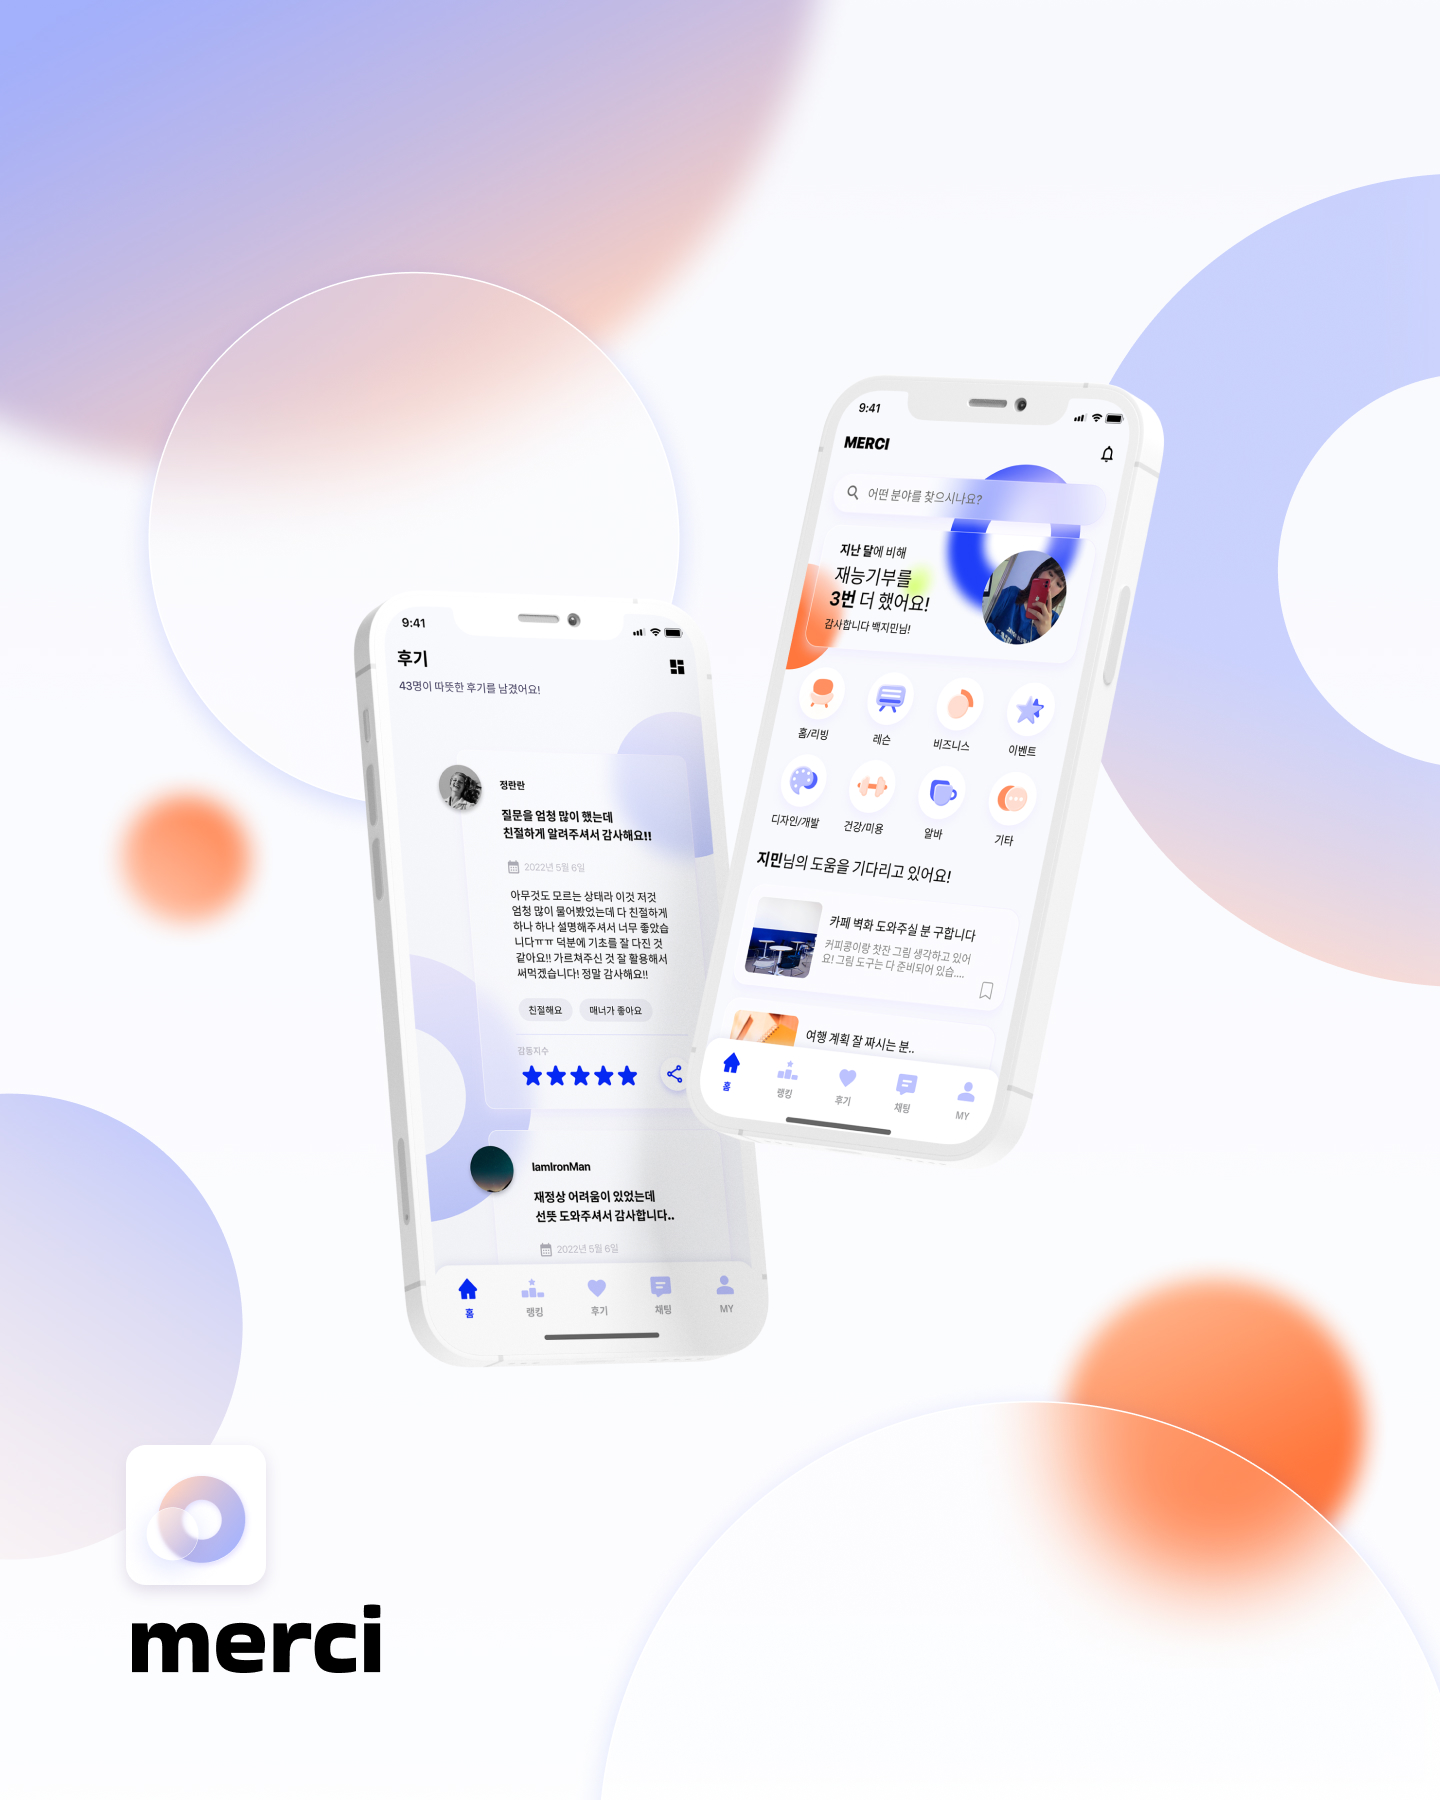 9:41
MERCI
어떤 분야를 찾으시나요?
지난 달에 비해
재능기부를
3번 더 했어요!
감사합니다 백지민님!
홈/리빙
레슨
비즈니스
이벤트
디자인/개발
건강/미용
알바
기타
지민님의 도움을 기다리고 있어요!
카페 벽화 도와주실 분 구합니다
커피콩이랑 찻잔 그림 생각하고 있어
요! 그림 도구는 다 준비되어 있습....
여행 계획 잘 짜시는 분..
홈
랭킹
후기
채팅
MY
9:41
후기
43명이 따뜻한 후기를 남겼어요!
정란란
질문을 엄청 많이 했는데
친절하게 알려주셔서 감사해요!!
2022년 5월 6일
아무것도 모르는 상태라 이것 저것
엄청 많이 물어봤었는데 다 친절하게
하나 하나 설명해주셔서 너무 좋았습
니다ㅠㅠ 덕분에 기초를 잘 다진 것
같아요!! 가르쳐주신 것 잘 활용해서
써먹겠습니다! 정말 감사해요!!
친절해요
매너가 좋아요
감동지수
IamIronMan
재정상 어려움이 있었는데
선뜻 도와주셔서 감사합니다..
2022년 5월 6일
홈
랭킹
후기
채팅
MY
merci